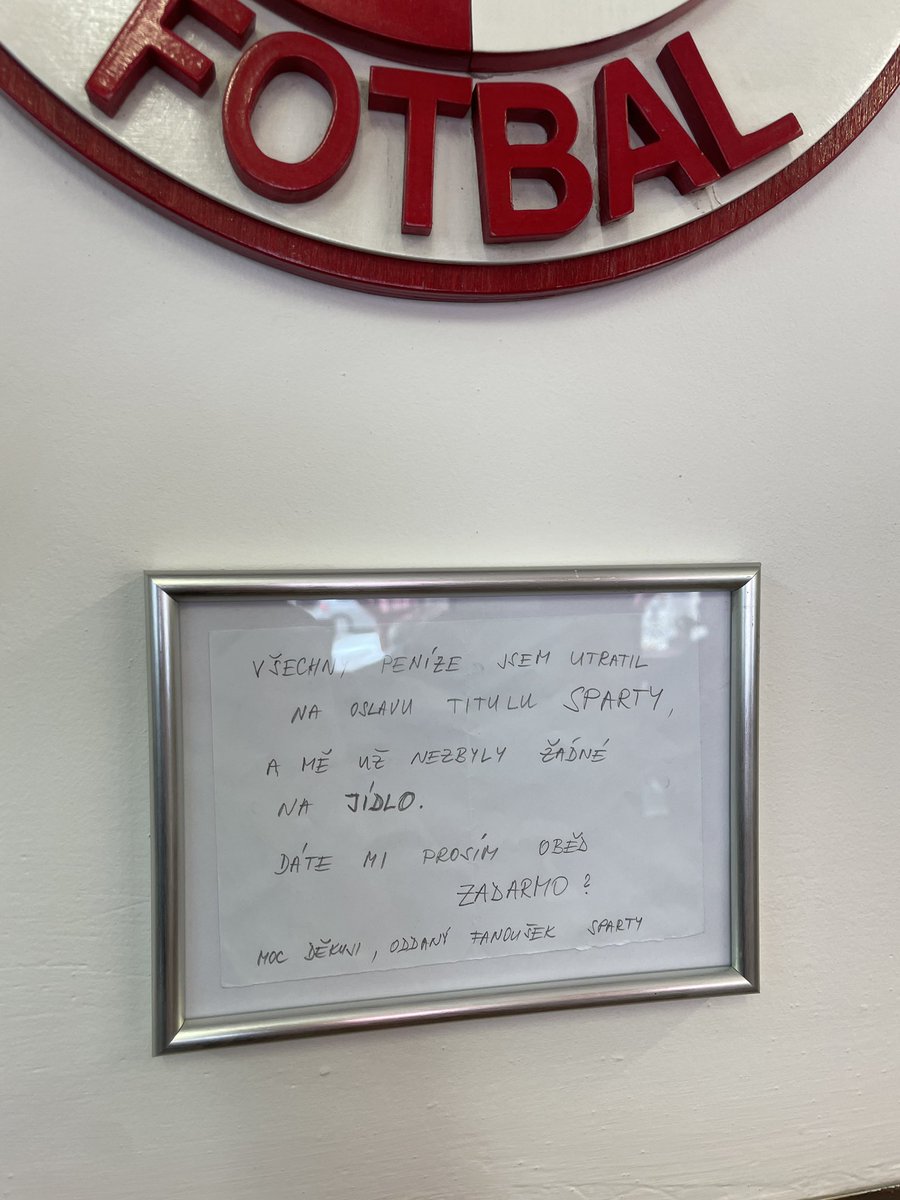 FOTBAL
VŠECHNY PENÍZE JSEM UTRATIL
NA OSLAVU TITULU SPARTY,
A MĚ UŽ NEZBYLY ŽÁDNÉ
NA JÍDLO.
DÁTE MI PROSÍM OBĚD
ZADARMO?
MOC DĚKUJI, ODDANÝ FANOUŠEK SPARTY